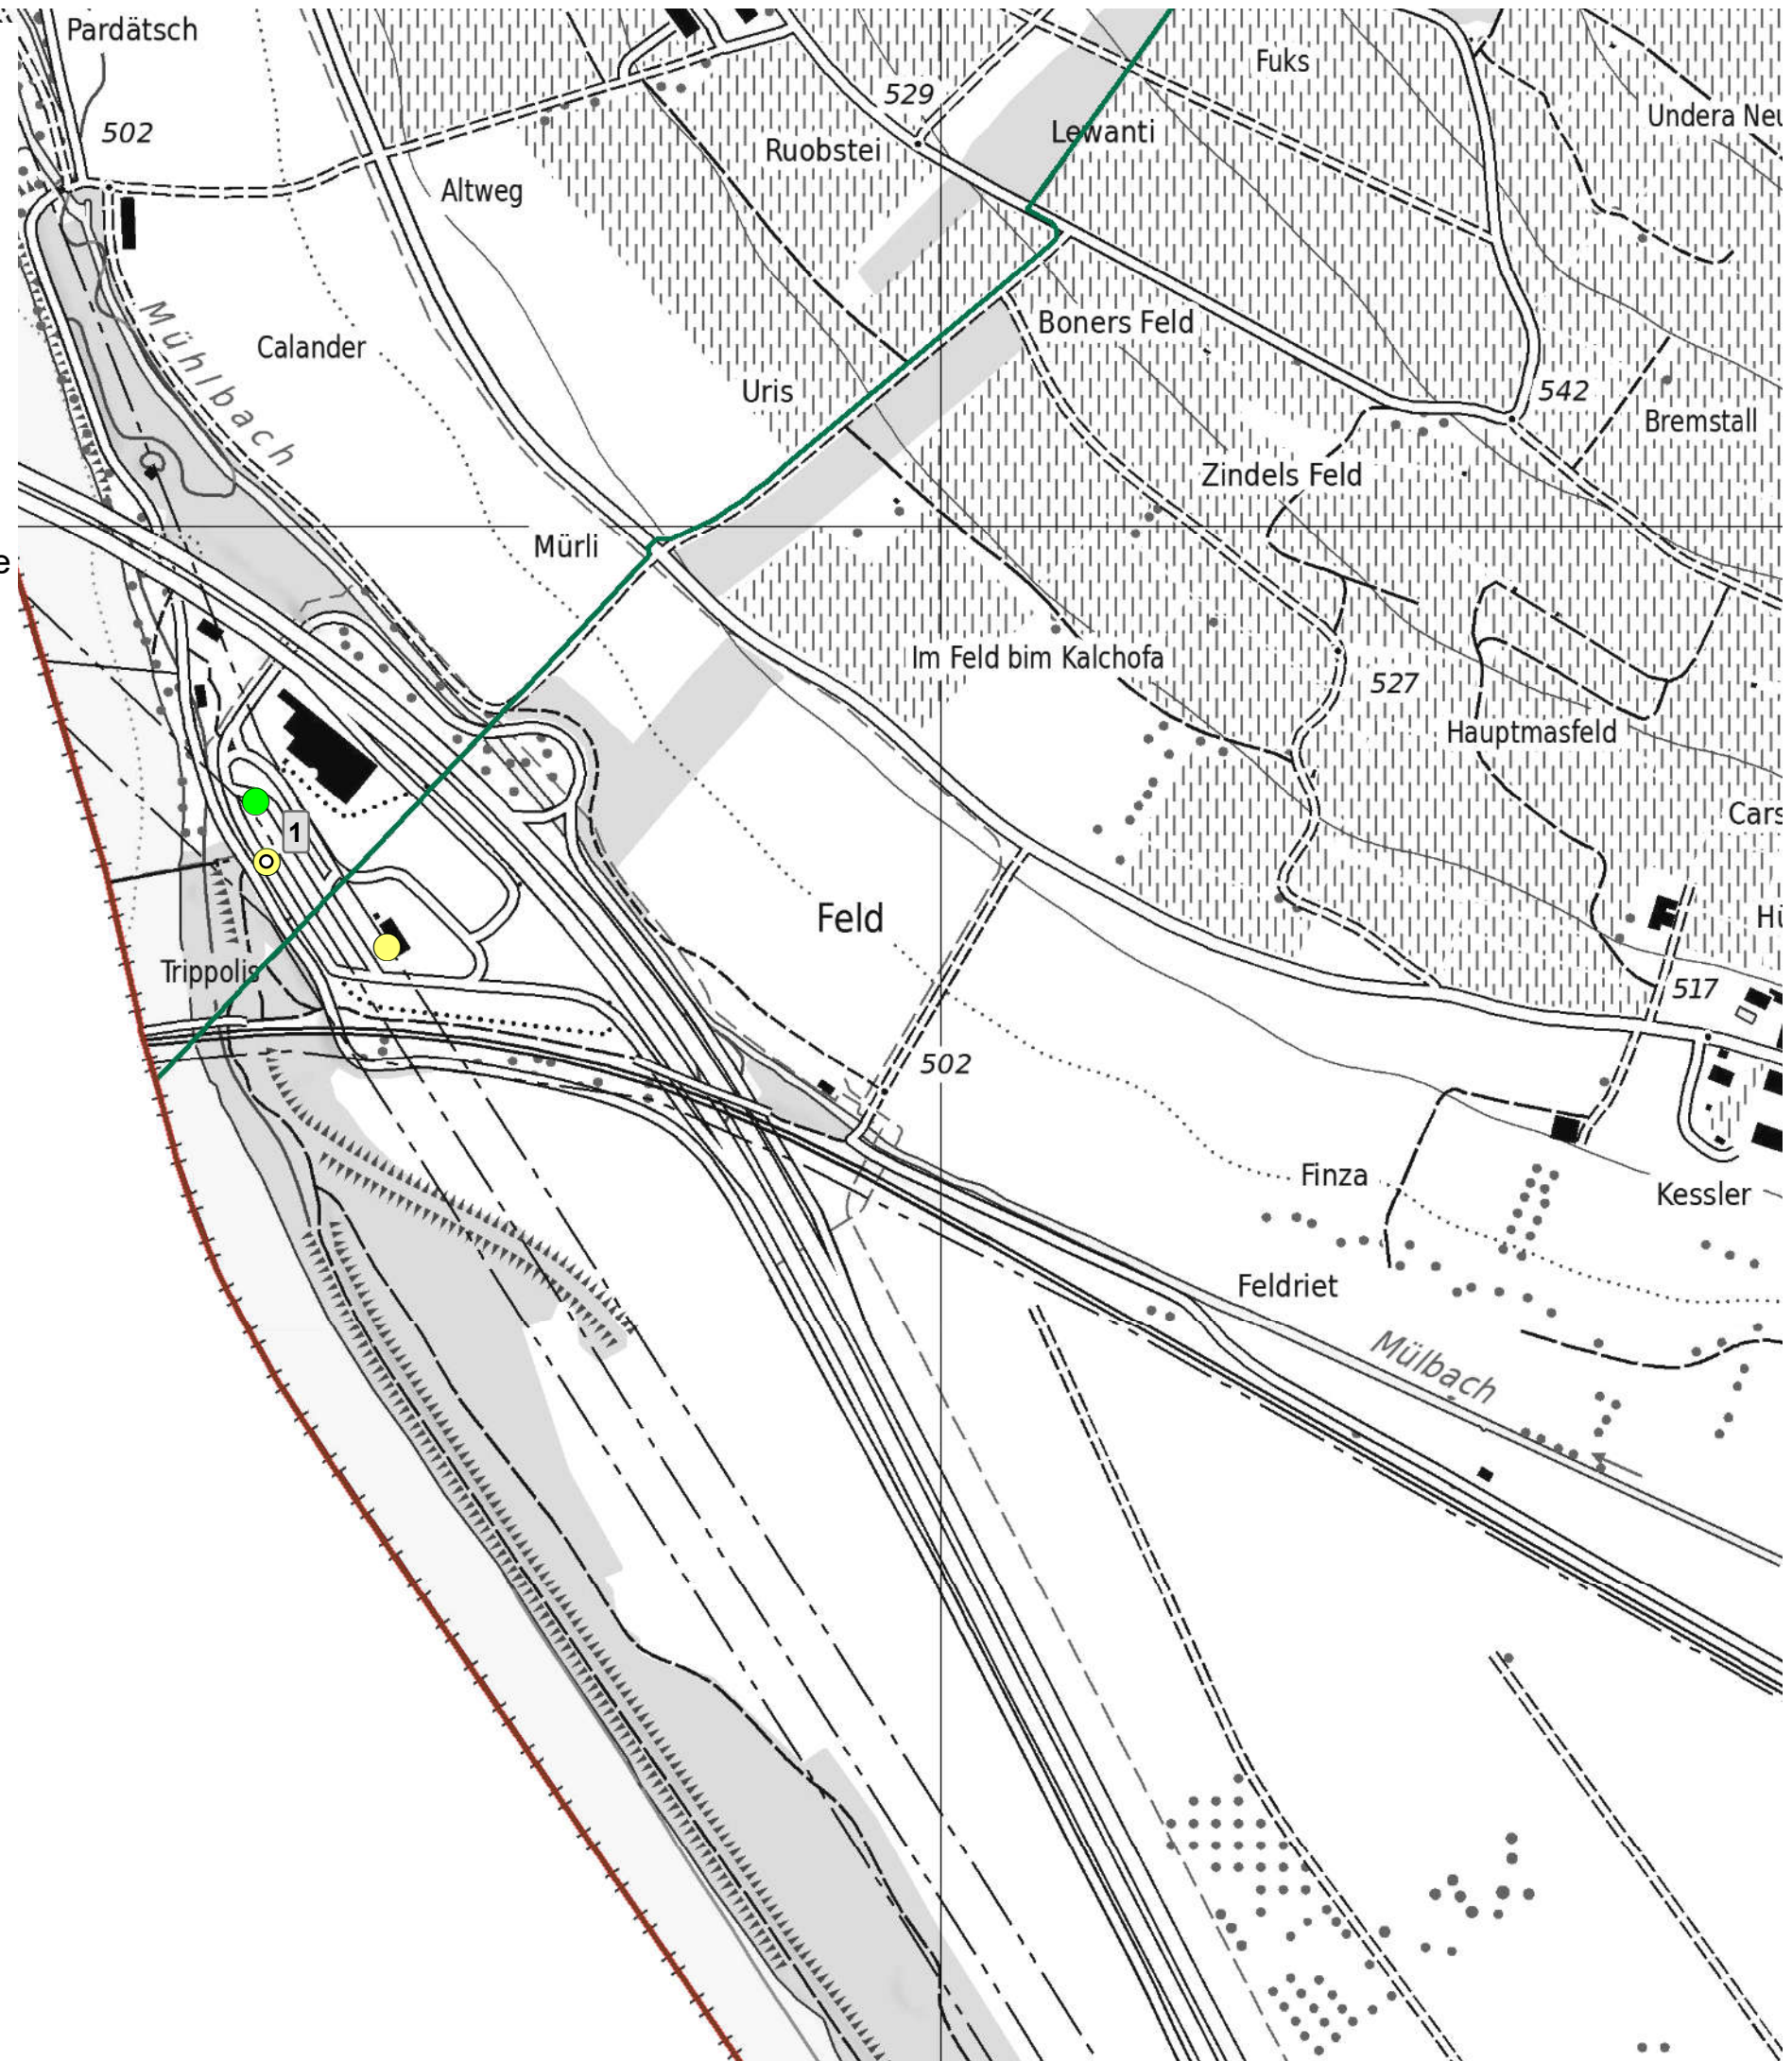 Pardätsch
Fuks
529
Undera Neu
502
Lewanti
Ruobstei
Altweg
Mühlbach
Boners Feld
Calander
Uris
542
Bremstall
Zindels Feld
Mürli
e
Im Feld bim Kalchofa
527
Hauptmasfeld
Cars
1
Feld
Hu
Trippolis
517
502
Finza
Kessler
Feldriet
Mülbach